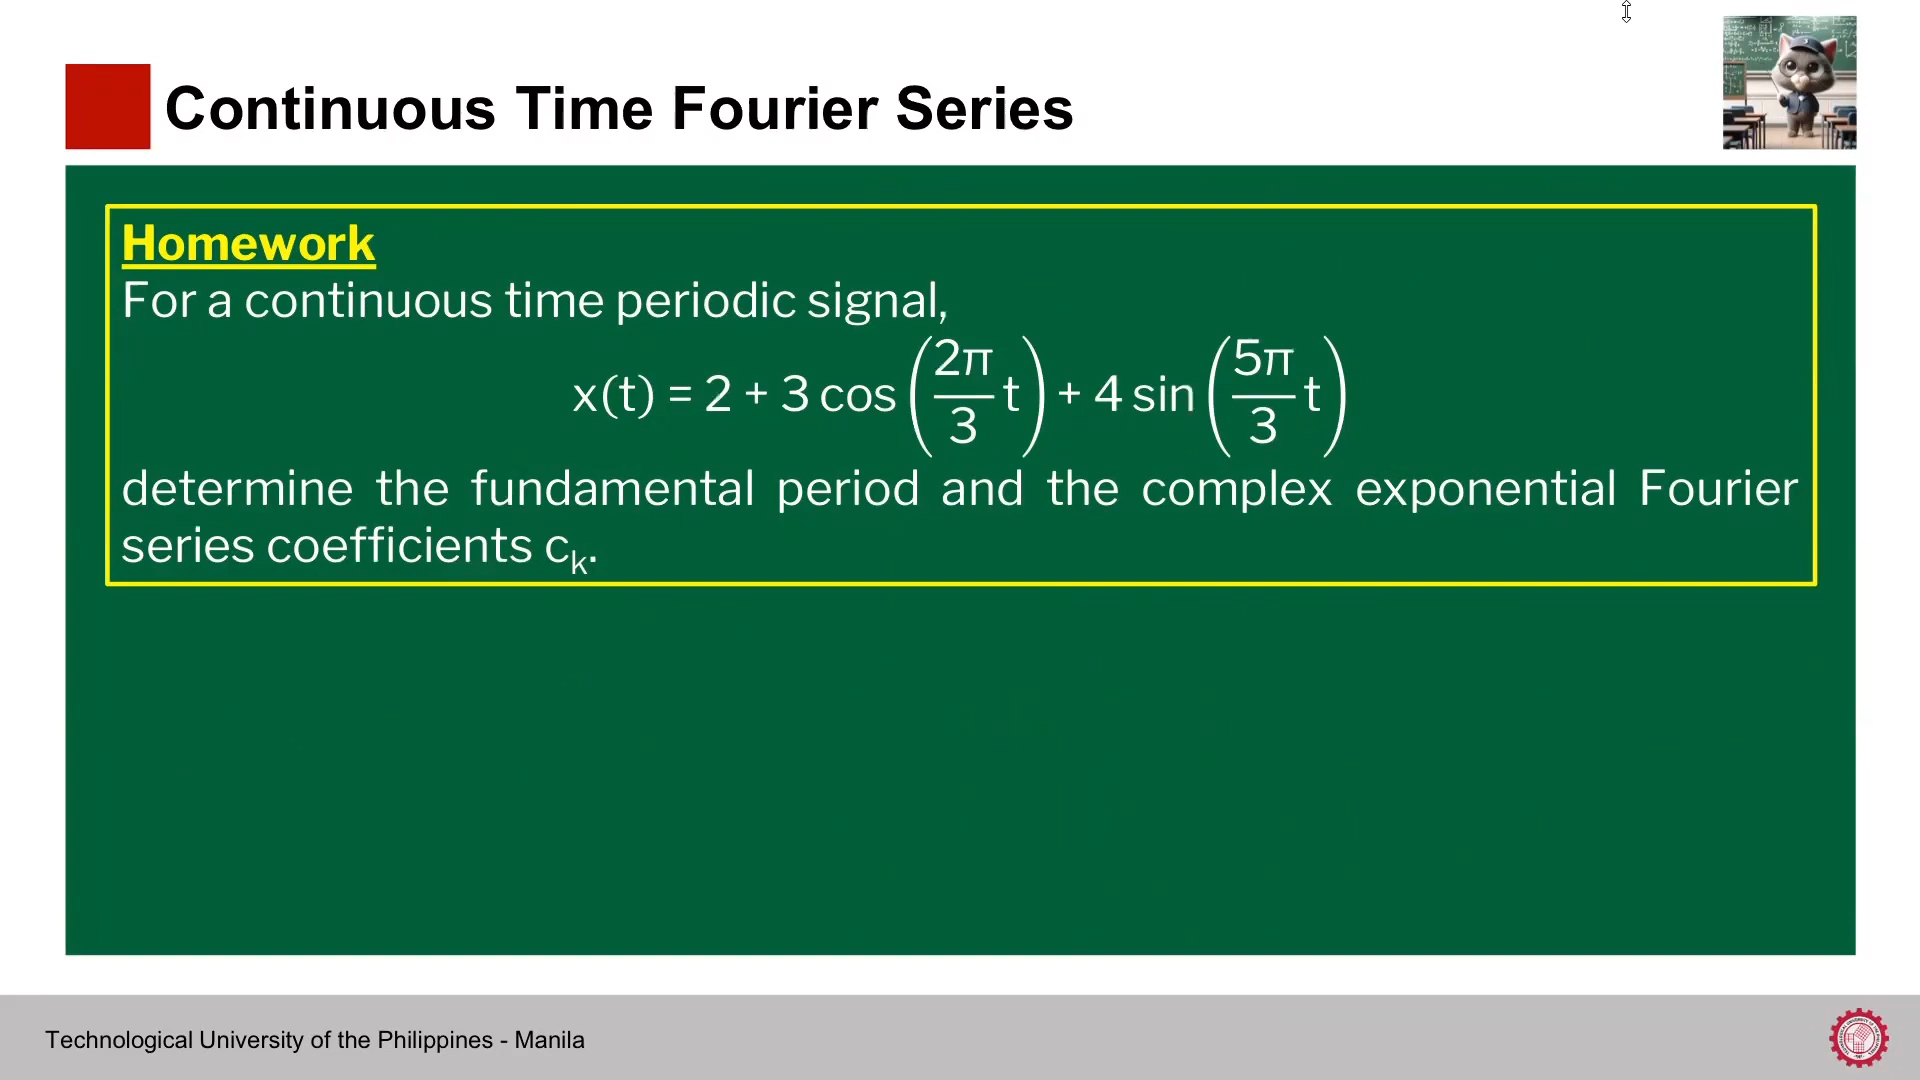 Continuous Time Fourier Series
Homework
For a continuous time periodic signal,
x(t) = 2 + 3 cos(2π/3 t) + 4 sin(5π/3 t)
determine the fundamental period and the complex exponential Fourier
series coefficients cₖ.
Technological University of the Philippines - Manila